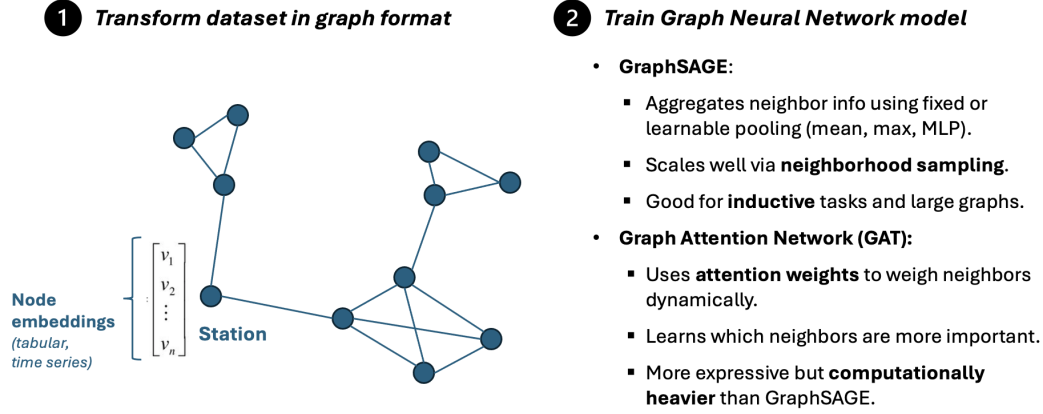 1 Transform dataset in graph format
Node
embeddings
(tabular,
time series)
v1
v2
⋮
vn
Station
2 Train Graph Neural Network model
• GraphSAGE:
▪ Aggregates neighbor info using fixed or
learnable pooling (mean, max, MLP).
▪ Scales well via neighborhood sampling.
▪ Good for inductive tasks and large graphs.
• Graph Attention Network (GAT):
▪ Uses attention weights to weigh neighbors
dynamically.
▪ Learns which neighbors are more important.
▪ More expressive but computationally
heavier than GraphSAGE.